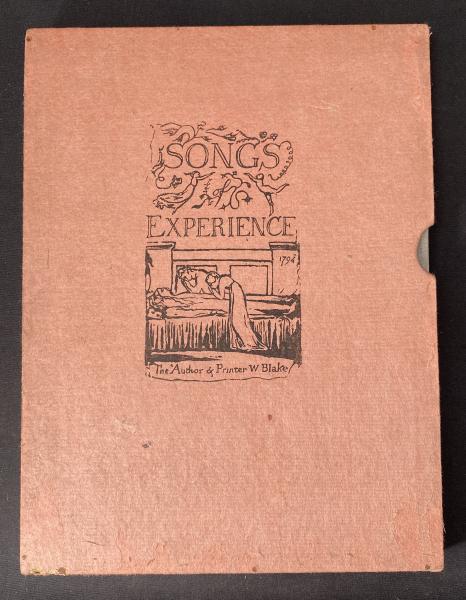 SONGS
of
EXPERIENCE
1794
The Author & Printer W Blake